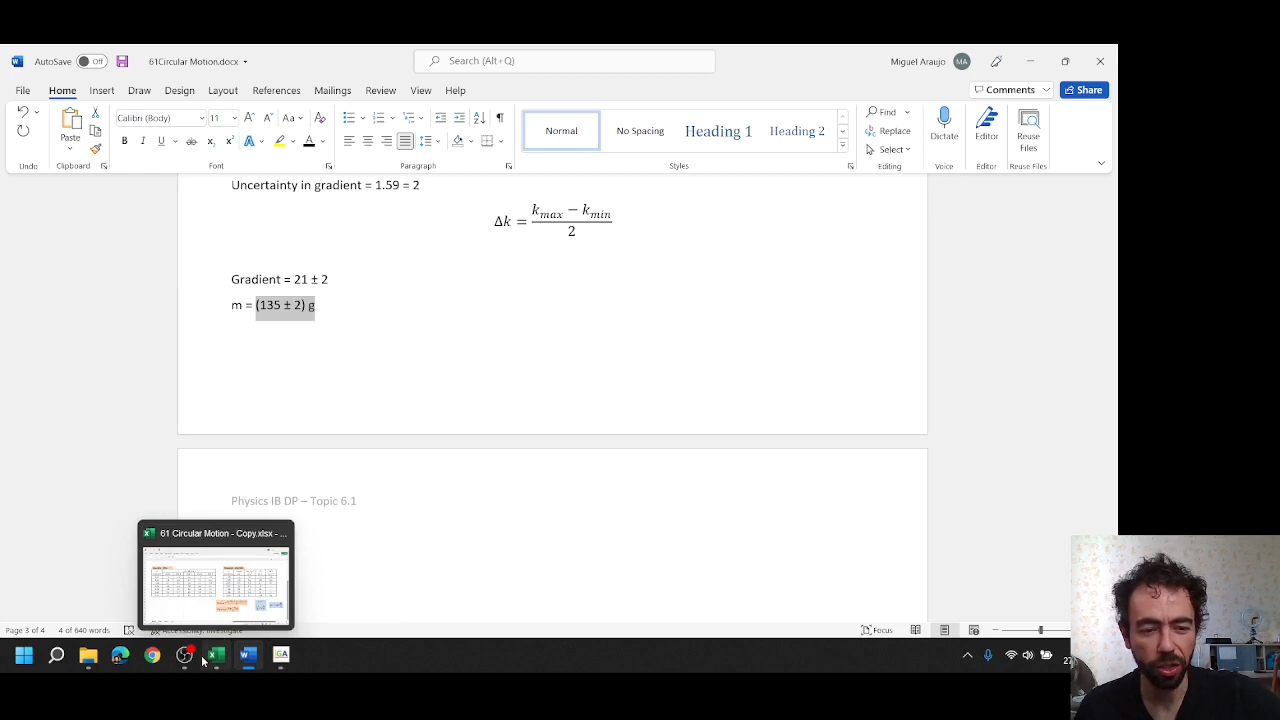 AutoSave Off 61Circular Motion.docx Search (Alt+Q) Miguel Araujo MA
File Home Insert Draw Design Layout References Mailings Review View Help Comments Share
Paste Calibri (Body) 11 Aa Normal No Spacing Heading 1 Heading 2 Find Replace Select Dictate Editor Reuse Files
Undo Clipboard Font Paragraph Styles Editing Voice Editor Reuse Files
Uncertainty in gradient = 1.59 = 2
Δk = (k_max − k_min) / 2
Gradient = 21 ± 2
m = (135 ± 2) g
Physics IB DP – Topic 6.1
61 Circular Motion - Copy.xlsx - ...
Page 3 of 4 4 of 640 words Accessibility: Investigate Focus